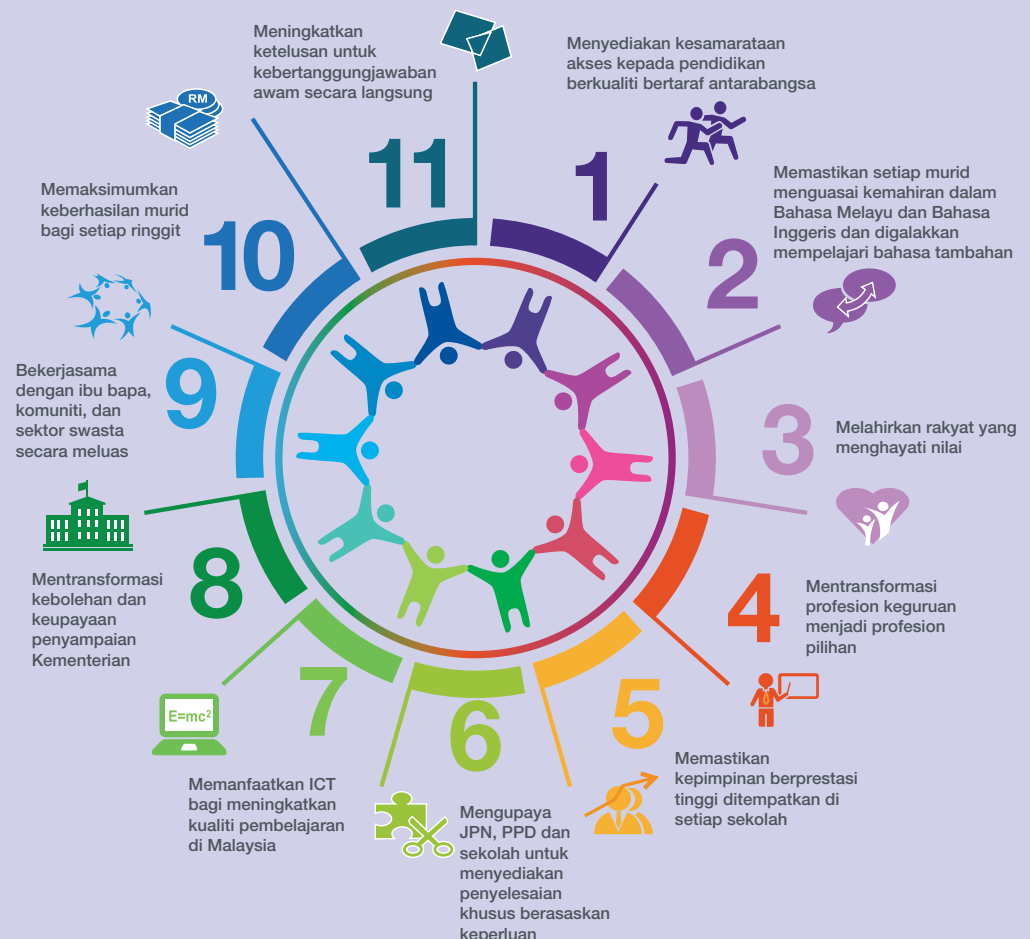 1
Menyediakan kesamarataan
akses kepada pendidikan
berkualiti bertaraf antarabangsa
2
Memastikan setiap murid
menguasai kemahiran dalam
Bahasa Melayu dan Bahasa
Inggeris dan digalakkan
mempelajari bahasa tambahan
3
Melahirkan rakyat yang
menghayati nilai
4
Mentransformasi
profesion keguruan
menjadi profesion
pilihan
5
Memastikan
kepimpinan berprestasi
tinggi ditempatkan di
setiap sekolah
6
Mengupaya
JPN, PPD dan
sekolah untuk
menyediakan
penyelesaian
khusus berasaskan
keperluan
7
E=mc²
Memanfaatkan ICT
bagi meningkatkan
kualiti pembelajaran
di Malaysia
8
Mentransformasi
kebolehan dan
keupayaan
penyampaian
Kementerian
9
Bekerjasama
dengan ibu bapa,
komuniti, dan
sektor swasta
secara meluas
10
RM
Memaksimumkan
keberhasilan murid
bagi setiap ringgit
11
Meningkatkan
ketelusan untuk
kebertanggungjawaban
awam secara langsung